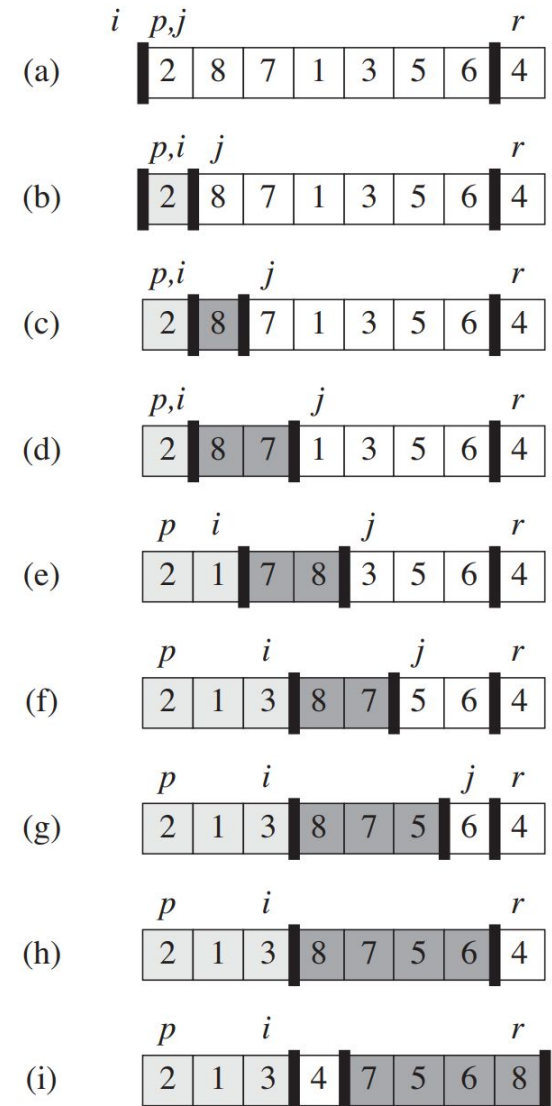 i p,j r
(a) 2 8 7 1 3 5 6 4
p,i j r
(b) 2 8 7 1 3 5 6 4
p,i j r
(c) 2 8 7 1 3 5 6 4
p,i j r
(d) 2 8 7 1 3 5 6 4
p i j r
(e) 2 1 7 8 3 5 6 4
p i j r
(f) 2 1 3 8 7 5 6 4
p i j r
(g) 2 1 3 8 7 5 6 4
p i r
(h) 2 1 3 8 7 5 6 4
p i r
(i) 2 1 3 4 7 5 6 8